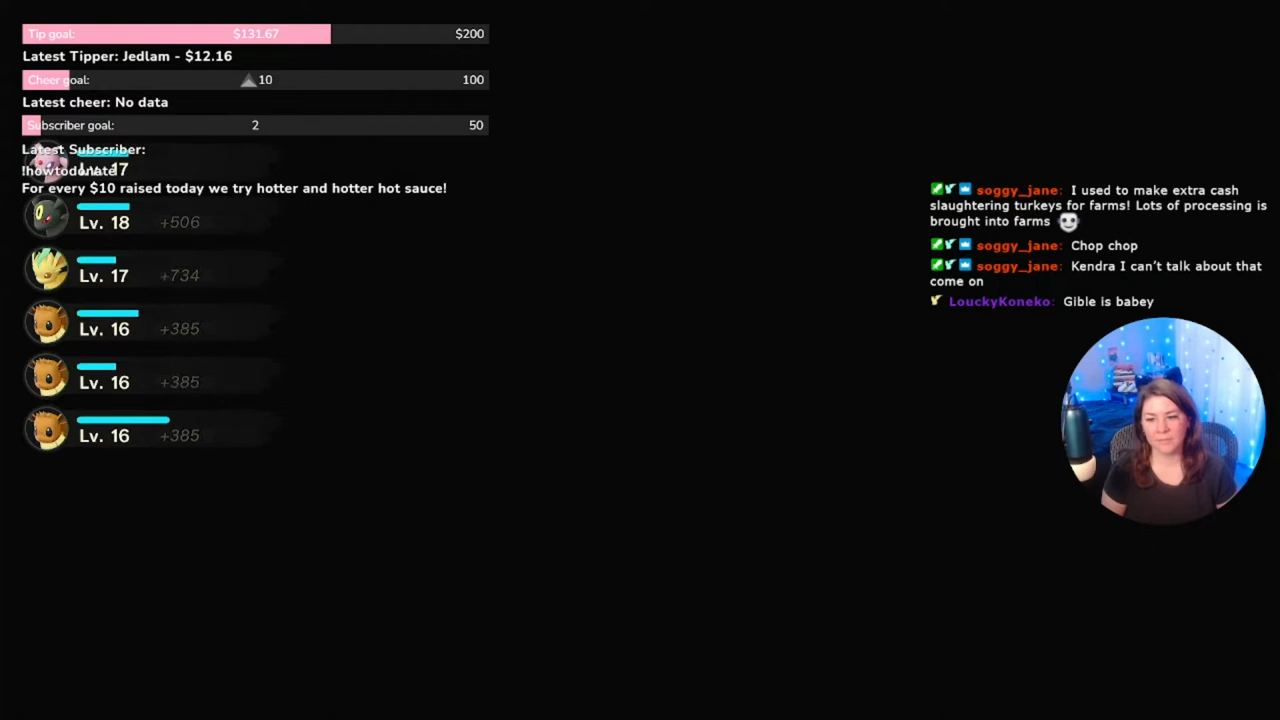 Tip goal: $131.67 $200
Latest Tipper: Jedlam - $12.16
Cheer goal: 10 100
Latest cheer: No data
Subscriber goal: 2 50
Latest Subscriber:
!howtodonate
Lv. 17
For every $10 raised today we try hotter and hotter hot sauce!
Lv. 18 +506
Lv. 17 +734
Lv. 16 +385
Lv. 16 +385
Lv. 16 +385
soggy_jane: I used to make extra cash
slaughtering turkeys for farms! Lots of processing is
brought into farms
soggy_jane: Chop chop
soggy_jane: Kendra I can't talk about that
come on
LouckyKoneko: Gible is babey